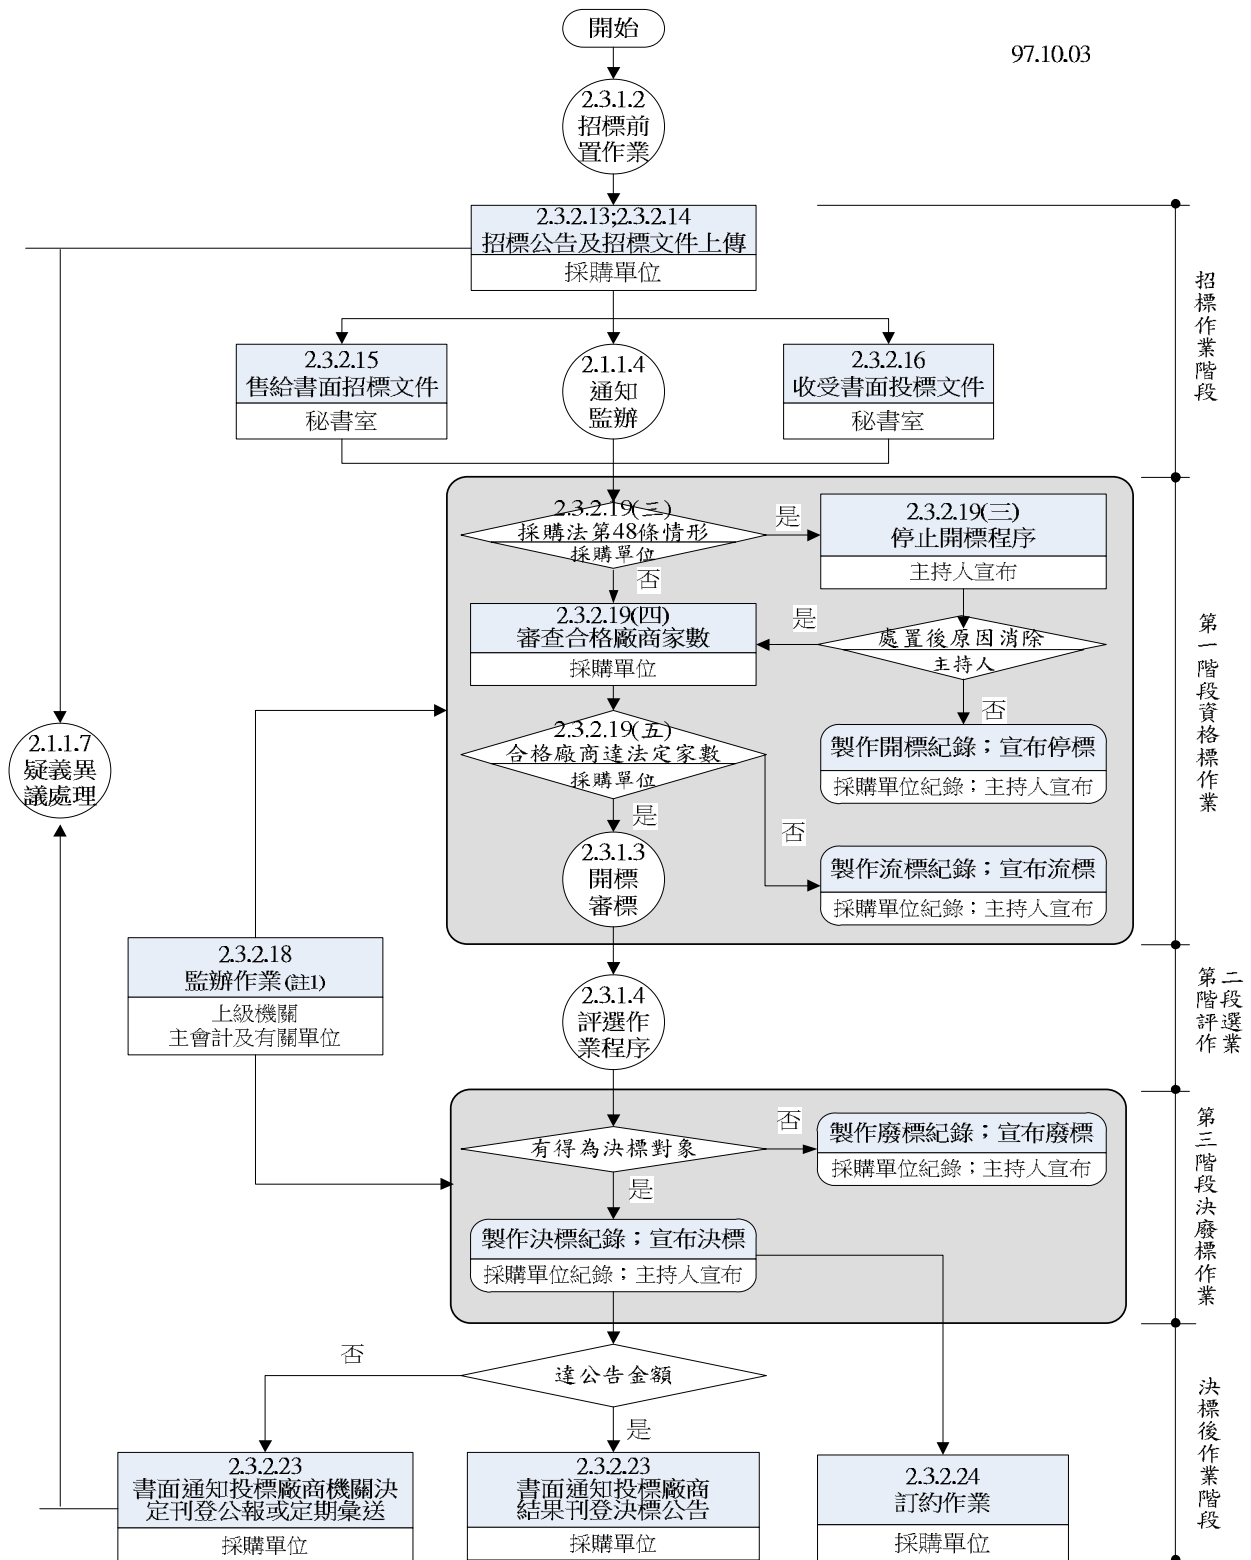 開始
97.10.03
2.3.1.2
招標前
置作業
2.3.2.13;2.3.2.14
招標公告及招標文件上傳
採購單位
招標作業階段
2.3.2.15
售給書面招標文件
秘書室
2.1.1.4
通知
監辦
2.3.2.16
收受書面投標文件
秘書室
2.3.2.19(三)
採購法第48條情形
採購單位
是
否
2.3.2.19(三)
停止開標程序
主持人宣布
2.3.2.19(四)
審查合格廠商家數
採購單位
是
處置後原因消除
主持人
否
第一階段資格標作業
2.3.2.19(五)
合格廠商達法定家數
採購單位
是
否
製作開標紀錄；宣布停標
採購單位紀錄；主持人宣布
2.1.1.7
疑義異
議處理
2.3.1.3
開標
審標
製作流標紀錄；宣布流標
採購單位紀錄；主持人宣布
2.3.2.18
監辦作業(註1)
上級機關
主會計及有關單位
2.3.1.4
評選作
業程序
第二
階段
評選
作業
有得為決標對象
否
是
製作廢標紀錄；宣布廢標
採購單位紀錄；主持人宣布
製作決標紀錄；宣布決標
採購單位紀錄；主持人宣布
第三階段決廢標作業
達公告金額
否
是
2.3.2.23
書面通知投標廠商機關決
定刊登公報或定期彙送
採購單位
2.3.2.23
書面通知投標廠商
結果刊登決標公告
採購單位
2.3.2.24
訂約作業
採購單位
決標後作業階段